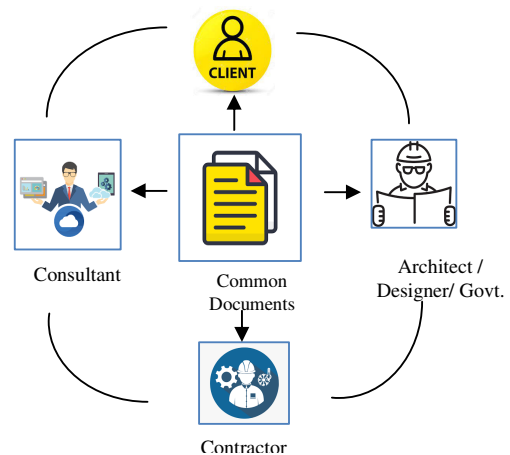 CLIENT
Consultant
Common
Documents
Architect /
Designer/ Govt.
Contractor